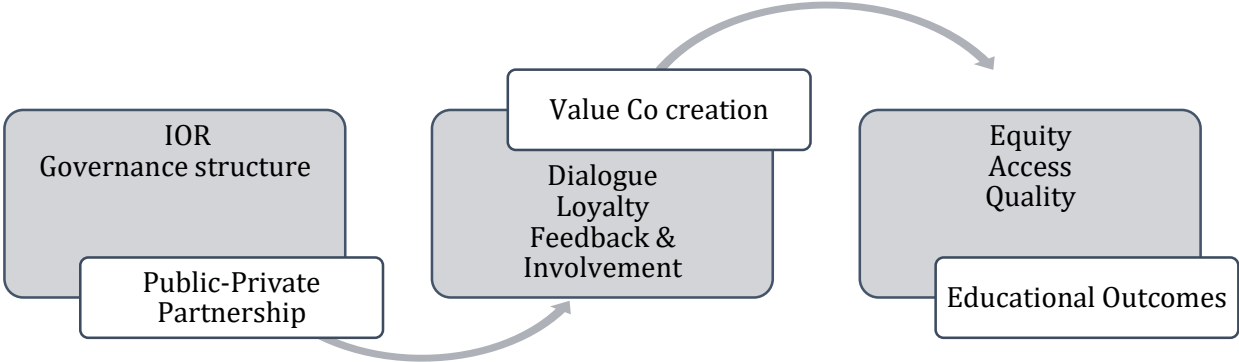 IOR
Governance structure
Public-Private
Partnership
Value Co creation
Dialogue
Loyalty
Feedback &
Involvement
Equity
Access
Quality
Educational Outcomes